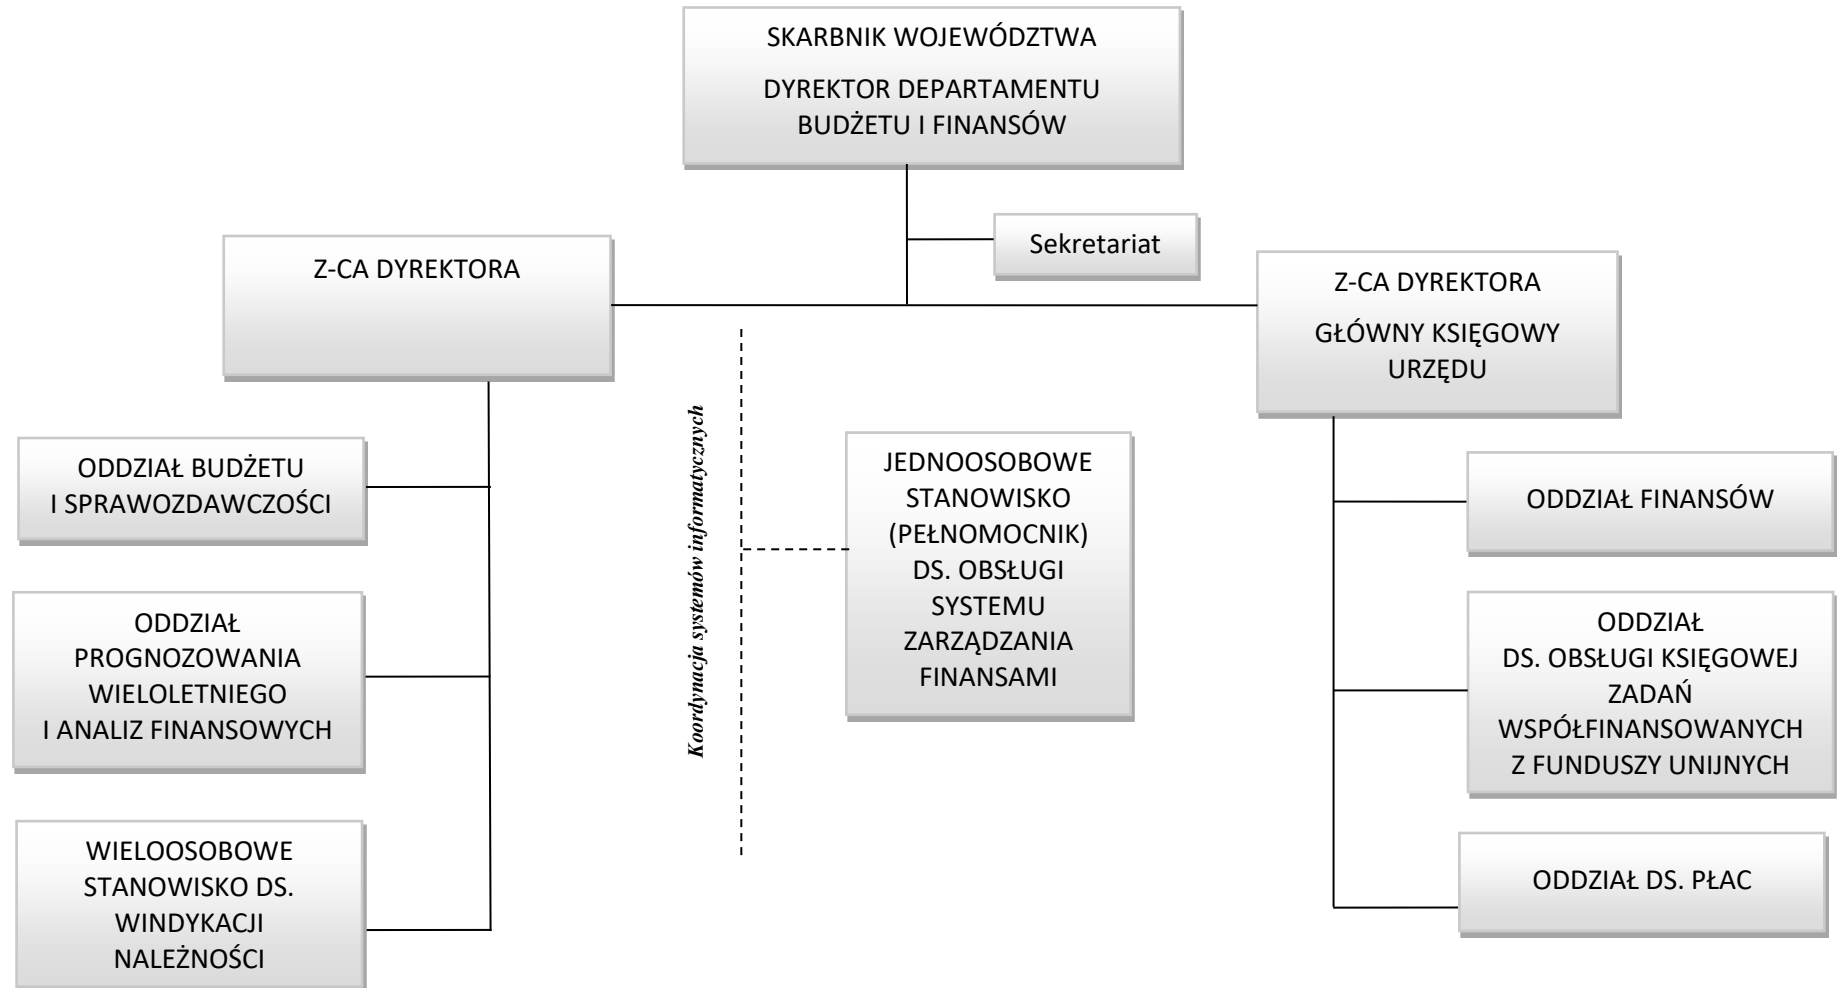 SKARBNIK WOJEWÓDZTWA
DYREKTOR DEPARTAMENTU
BUDŻETU I FINANSÓW
Sekretariat
Z-CA DYREKTORA
Z-CA DYREKTORA
GŁÓWNY KSIĘGOWY
URZĘDU
ODDZIAŁ BUDŻETU
I SPRAWOZDAWCZOŚCI
ODDZIAŁ
PROGNOZOWANIA
WIELOLETNIEGO
I ANALIZ FINANSOWYCH
WIELOOSOBOWE
STANOWISKO DS.
WINDYKACJI
NALEŻNOŚCI
Koordynacja systemów informatycznych
JEDNOOSOBOWE
STANOWISKO
(PEŁNOMOCNIK)
DS. OBSŁUGI
SYSTEMU
ZARZĄDZANIA
FINANSAMI
ODDZIAŁ FINANSÓW
ODDZIAŁ
DS. OBSŁUGI KSIĘGOWEJ
ZADAŃ
WSPÓŁFINANSOWANYCH
Z FUNDUSZY UNIJNYCH
ODDZIAŁ DS. PŁAC